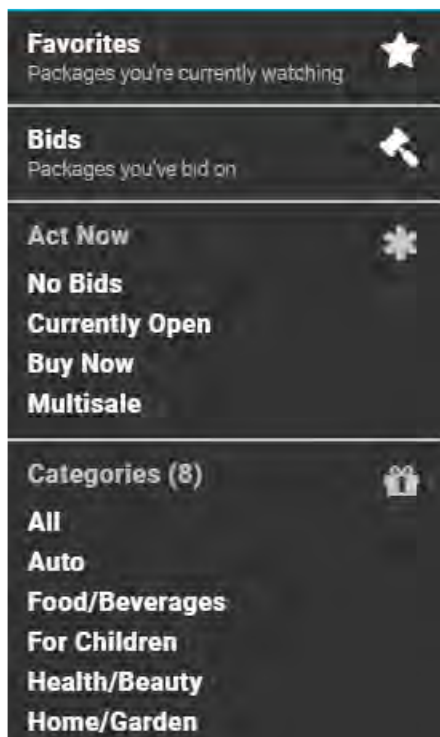 Favorites
Packages you're currently watching
Bids
Packages you've bid on
Act Now
No Bids
Currently Open
Buy Now
Multisale
Categories (8)
All
Auto
Food/Beverages
For Children
Health/Beauty
Home/Garden